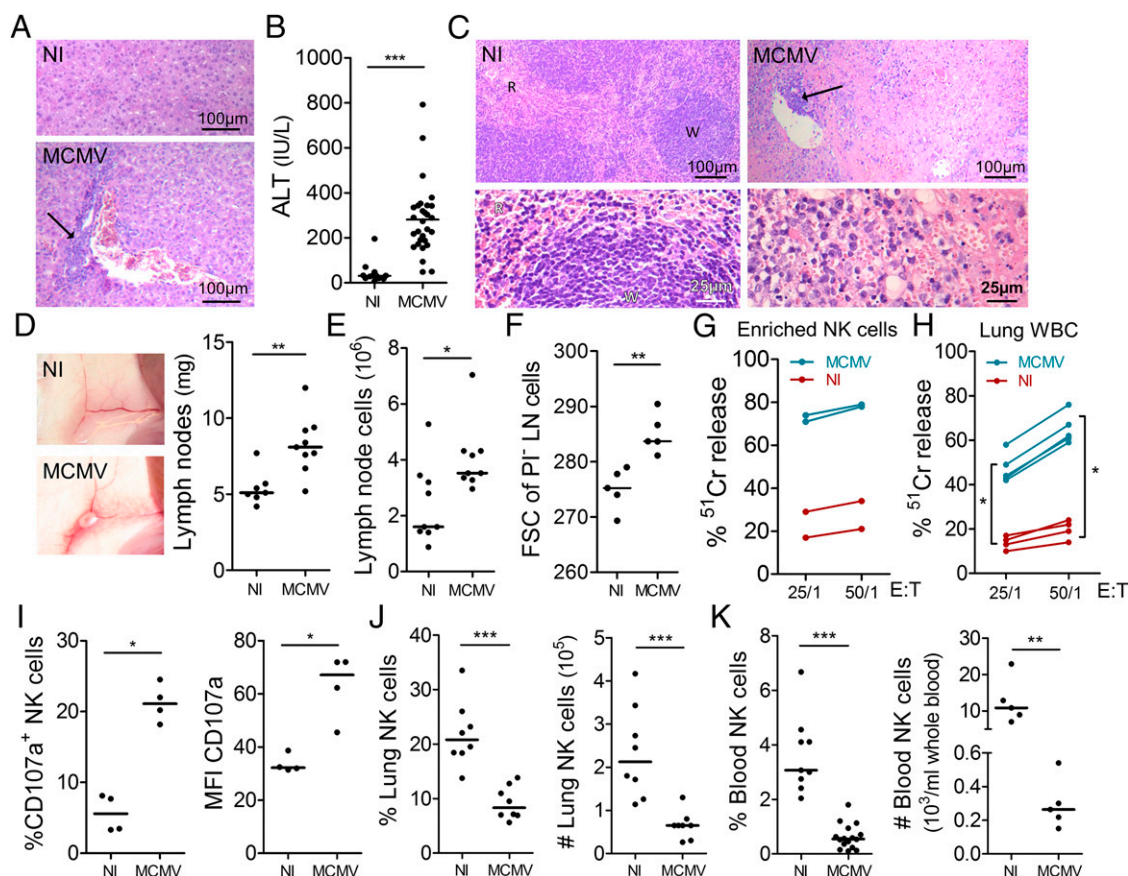 A
NI
100μm
MCMV
100μm
B
ALT (IU/L)
1000
800
600
400
200
0
***
NI MCMV
C
NI
R
W
100μm
MCMV
100μm
R
W
25μm
25μm
D
NI
MCMV
Lymph nodes (mg)
15
10
5
0
**
NI MCMV
E
Lymph node cells (10⁶)
8
6
4
2
0
*
NI MCMV
F
FSC of PI⁻ LN cells
300
290
280
270
260
**
NI MCMV
G
Enriched NK cells
% ⁵¹Cr release
100
80
60
40
20
0
MCMV
NI
25/1 50/1 E:T
H
Lung WBC
% ⁵¹Cr release
100
80
60
40
20
0
MCMV
NI
*
*
25/1 50/1 E:T
I
%CD107a⁺ NK cells
30
20
10
0
*
NI MCMV
MFI CD107a
80
60
40
20
0
*
NI MCMV
J
% Lung NK cells
40
30
20
10
0
***
NI MCMV
# Lung NK cells (10⁵)
5
4
3
2
1
0
***
NI MCMV
K
% Blood NK cells
8
6
4
2
0
***
NI MCMV
# Blood NK cells
(10³/ml whole blood)
30
20
10
0.6
0.4
0.2
0.0
**
NI MCMV